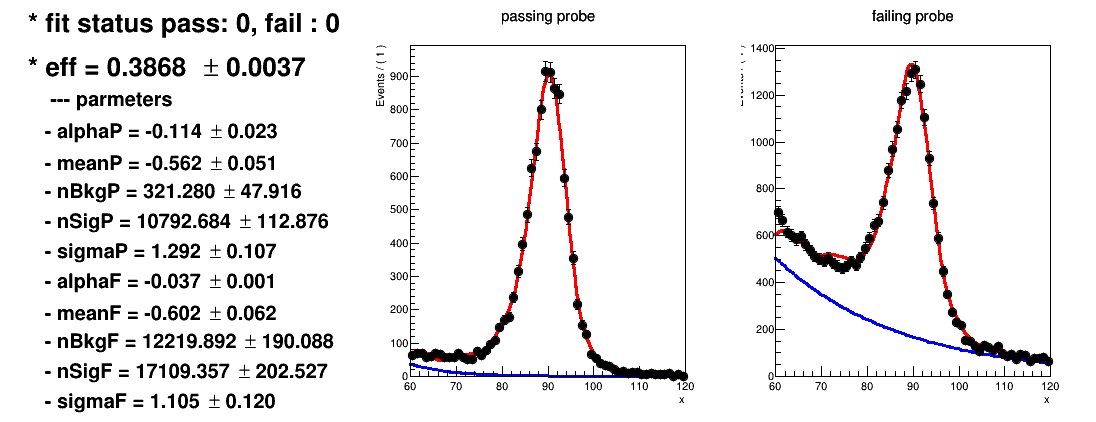 * fit status pass: 0, fail : 0
* eff = 0.3868 ± 0.0037
--- parmeters
- alphaP = -0.114 ± 0.023
- meanP = -0.562 ± 0.051
- nBkgP = 321.280 ± 47.916
- nSigP = 10792.684 ± 112.876
- sigmaP = 1.292 ± 0.107
- alphaF = -0.037 ± 0.001
- meanF = -0.602 ± 0.062
- nBkgF = 12219.892 ± 190.088
- nSigF = 17109.357 ± 202.527
- sigmaF = 1.105 ± 0.120
passing probe
Events / ( 1 )
900
800
700
600
500
400
300
200
100
0
60 70 80 90 100 110 120
x
failing probe
1400
1200
1000
800
600
400
200
0
60 70 80 90 100 110 120
x